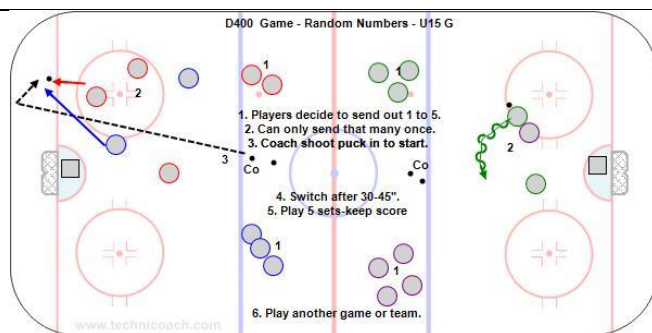 D400 Game - Random Numbers - U15 G
1
1
2
1. Players decide to send out 1 to 5.
2. Can only send that many once.
3. Coach shoot puck in to start.
3
Co
Co
2
4. Switch after 30-45".
5. Play 5 sets-keep score
1
1
6. Play another game or team.
www.technicoach.com